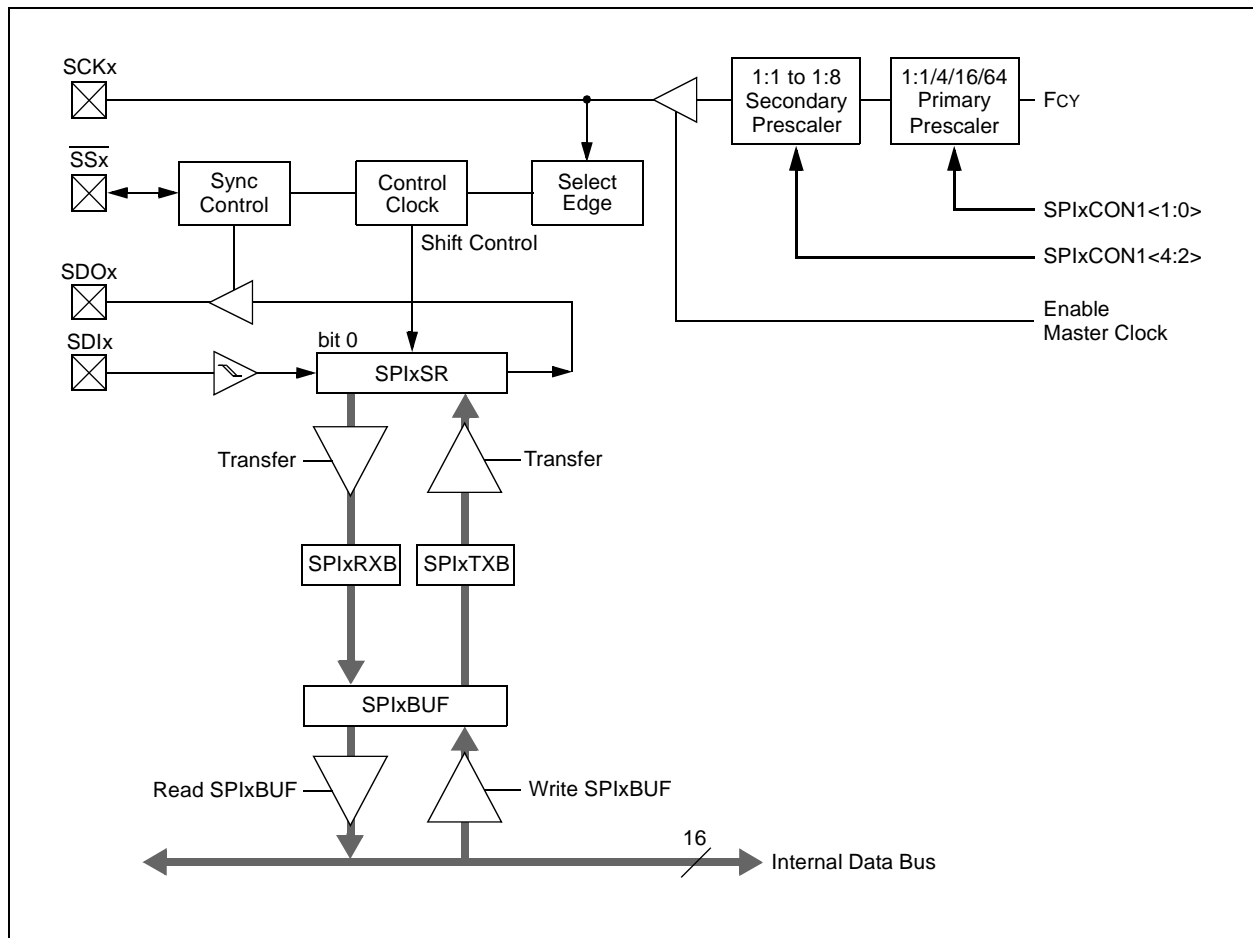 SCKx
1:1 to 1:8
Secondary
Prescaler
1:1/4/16/64
Primary
Prescaler
FCY
SSx
Sync
Control
Control
Clock
Select
Edge
SPIxCON1<1:0>
Shift Control
SPIxCON1<4:2>
SDOx
Enable
Master Clock
SDIx
bit 0
SPIxSR
Transfer
Transfer
SPIxRXB
SPIxTXB
SPIxBUF
Read SPIxBUF
Write SPIxBUF
16
Internal Data Bus